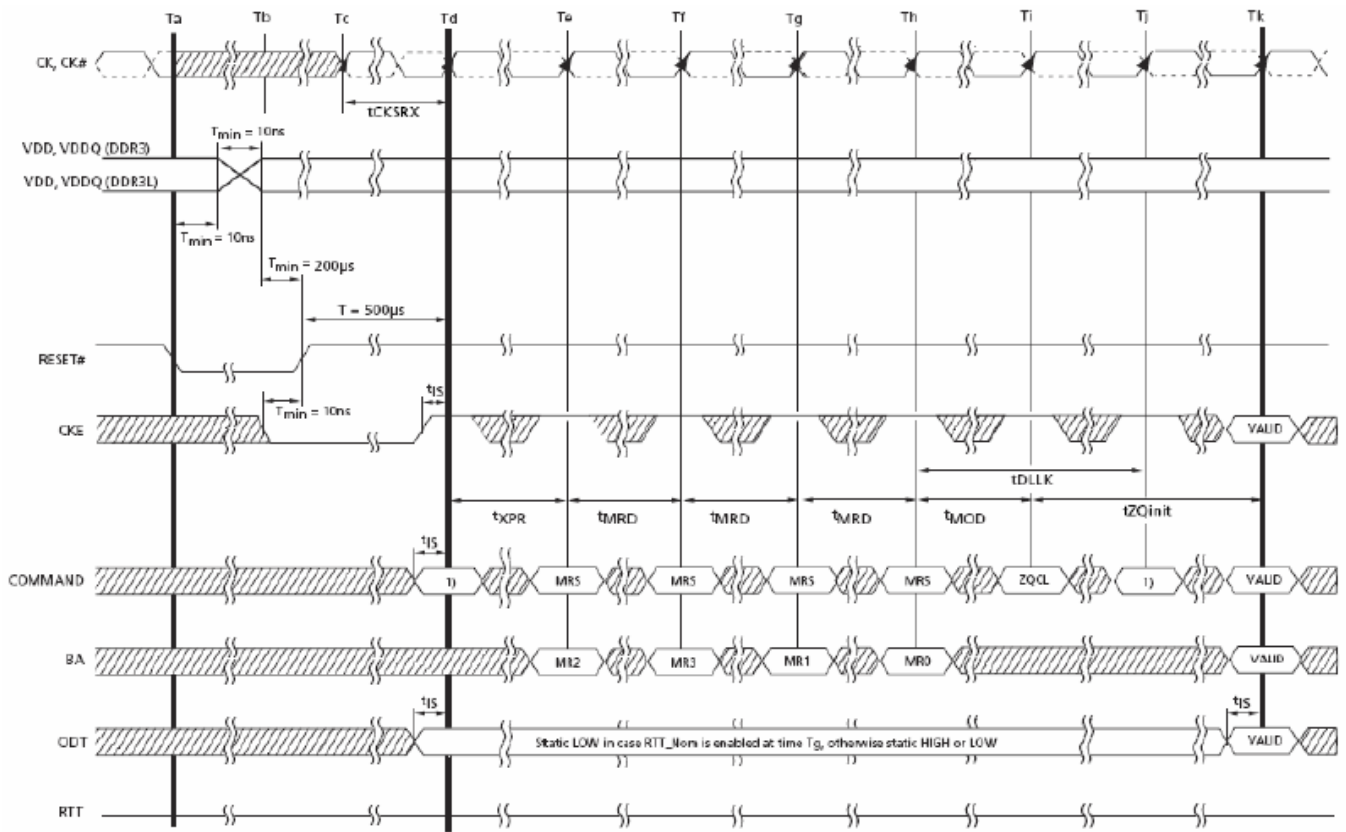 Ta Tb Tc Td Te Tf Tg Th Ti Tj Tk
CK, CK#
tCKSRX
Tmin = 10ns
VDD, VDDQ (DDR3)
VDD, VDDQ (DDR3L)
Tmin = 10ns
Tmin = 200µs
T = 500µs
RESET#
tIS
Tmin = 10ns
CKE VALID
tDLLK
tXPR tMRD tMRD tMRD tMOD tZQinit
tIS
COMMAND 1) MRS MRS MRS MRS ZQCL 1) VALID
BA MR2 MR3 MR1 MR0 VALID
tIS tIS
ODT Static LOW in case RTT_Nom is enabled at time Tg, otherwise static HIGH or LOW VALID
RTT